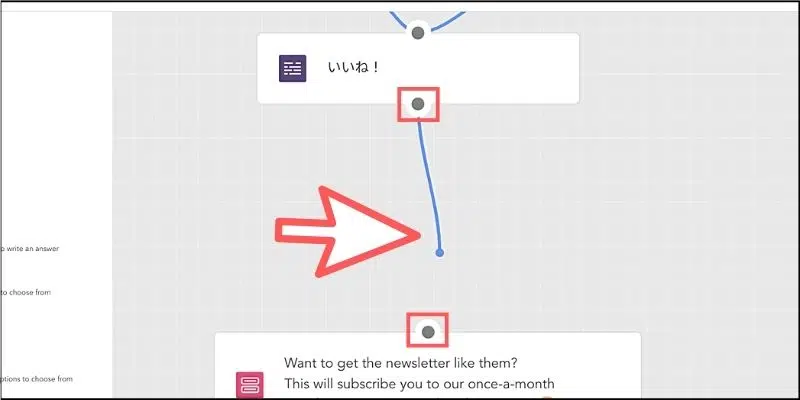 いいね！
o write an answer
to choose from
Want to get the newsletter like them?
This will subscribe you to our once-a-month
ptions to choose from